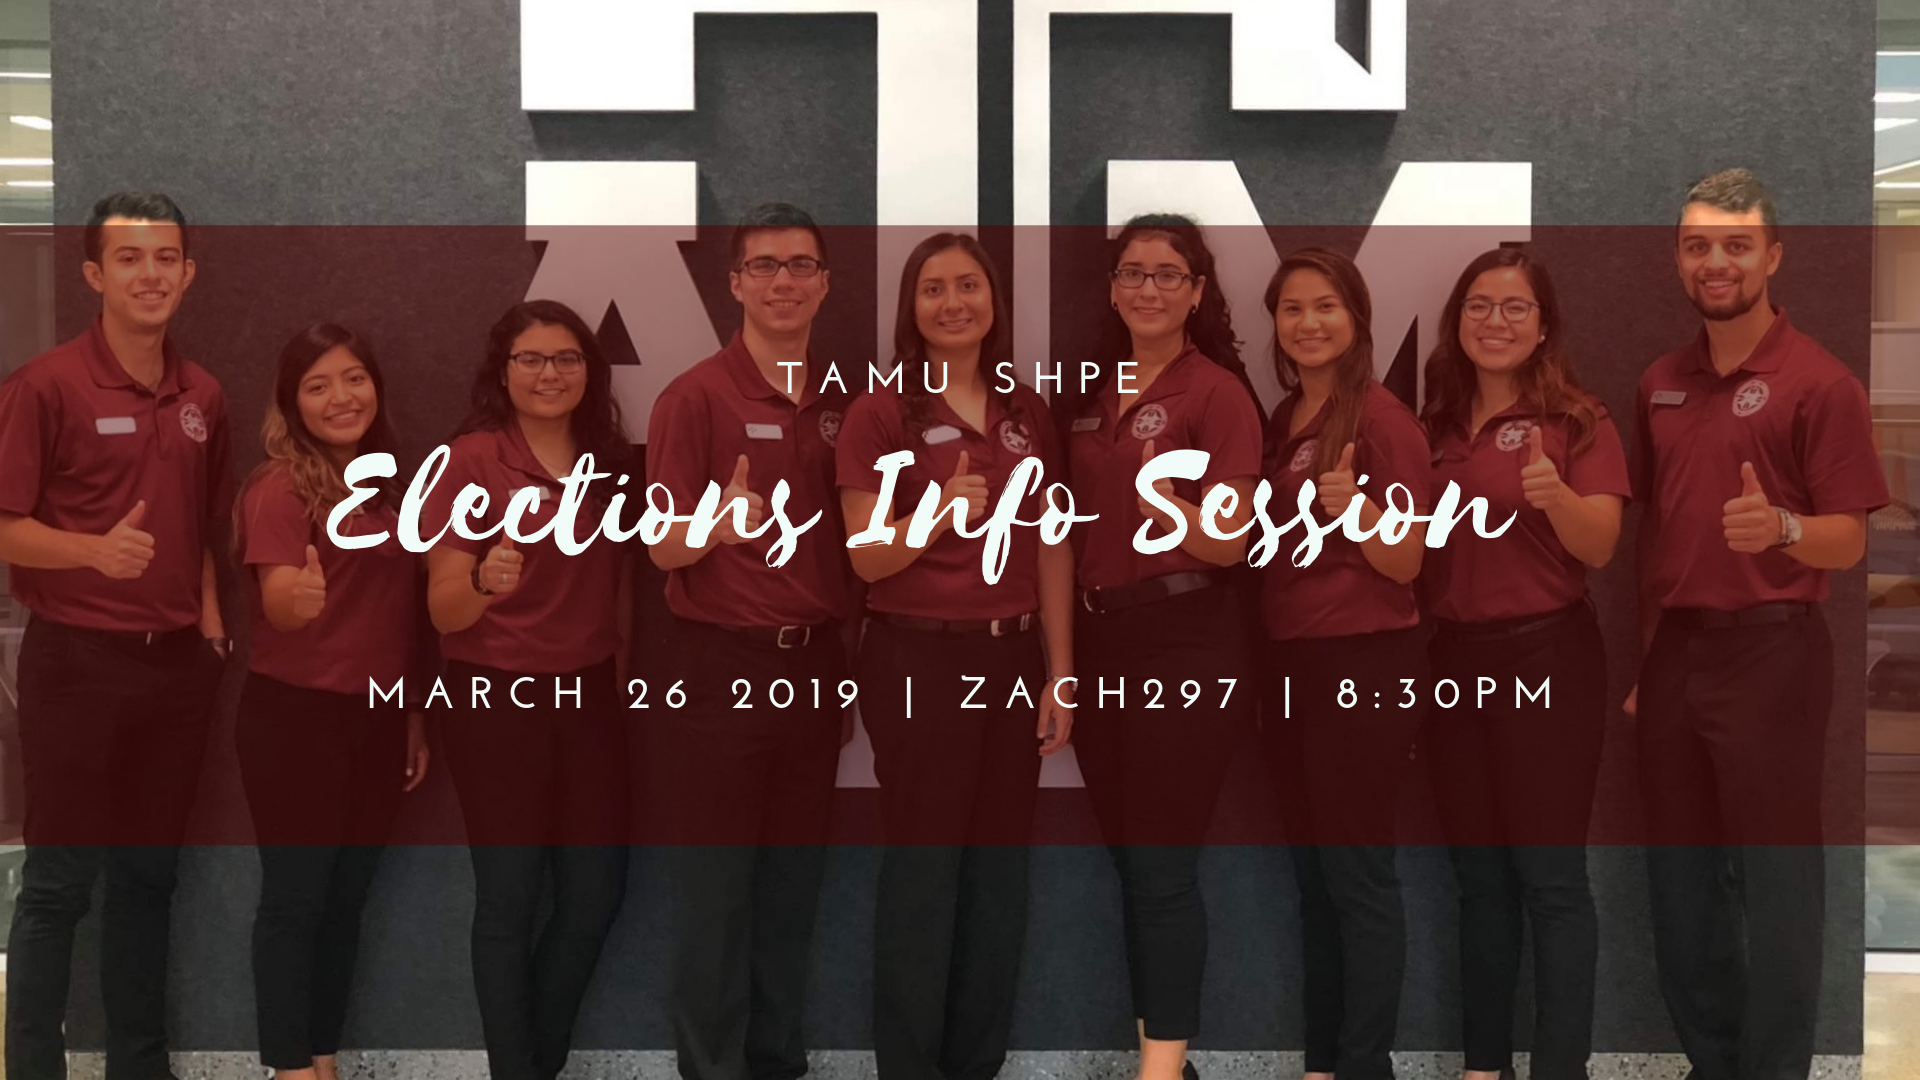 TAMU SHPE
Elections Info Session
MARCH 26 2019 | ZACH297 | 8:30PM